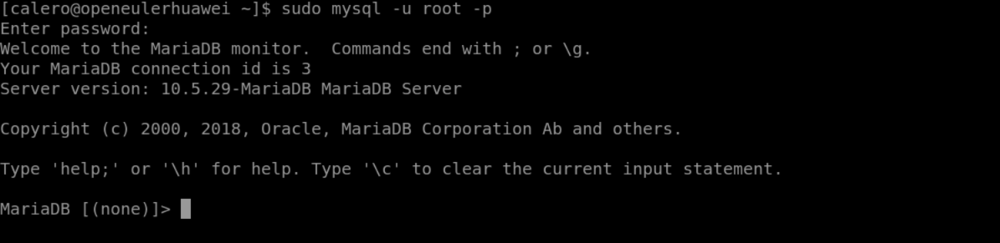 [calero@openeulerhuawei ~]$ sudo mysql -u root -p
Enter password:
Welcome to the MariaDB monitor.  Commands end with ; or \g.
Your MariaDB connection id is 3
Server version: 10.5.29-MariaDB MariaDB Server
Copyright (c) 2000, 2018, Oracle, MariaDB Corporation Ab and others.
Type 'help;' or '\h' for help. Type '\c' to clear the current input statement.
MariaDB [(none)]>